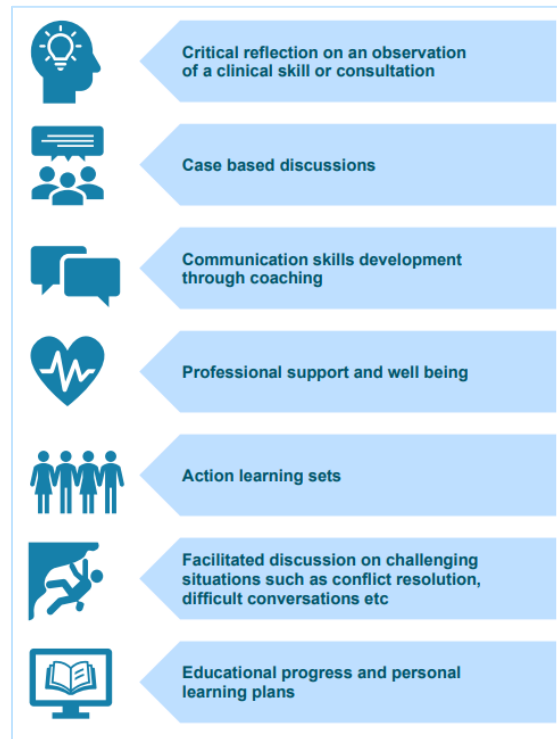 Critical reflection on an observation
of a clinical skill or consultation
Case based discussions
Communication skills development
through coaching
Professional support and well being
Action learning sets
Facilitated discussion on challenging
situations such as conflict resolution,
difficult conversations etc
Educational progress and personal
learning plans